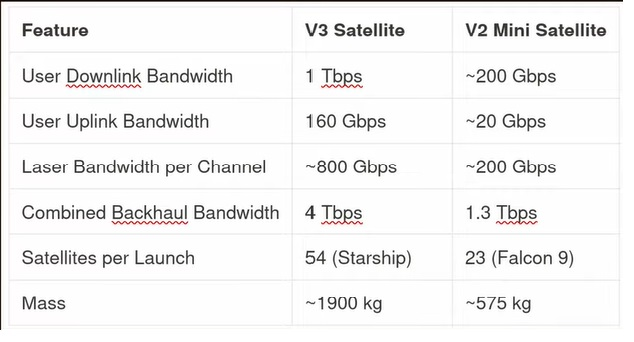 Feature V3 Satellite V2 Mini Satellite
User Downlink Bandwidth 1 Tbps ~200 Gbps
User Uplink Bandwidth 160 Gbps ~20 Gbps
Laser Bandwidth per Channel ~800 Gbps ~200 Gbps
Combined Backhaul Bandwidth 4 Tbps 1.3 Tbps
Satellites per Launch 54 (Starship) 23 (Falcon 9)
Mass ~1900 kg ~575 kg